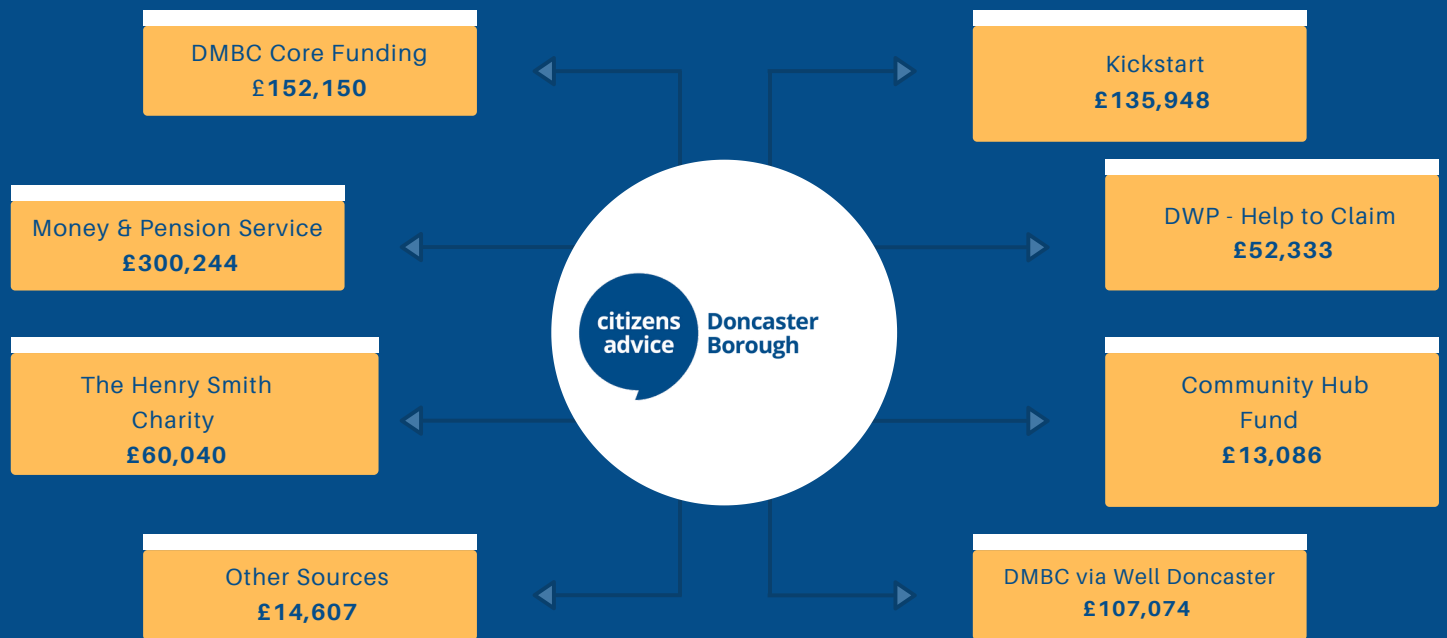 DMBC Core Funding
£152,150
Kickstart
£135,948
Money & Pension Service
£300,244
DWP - Help to Claim
£52,333
citizens
advice
Doncaster
Borough
The Henry Smith
Charity
£60,040
Community Hub
Fund
£13,086
Other Sources
£14,607
DMBC via Well Doncaster
£107,074